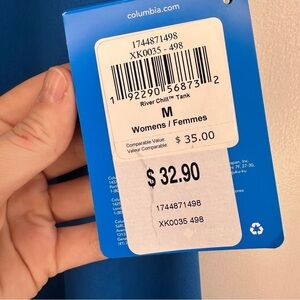 columbia.com
1744871498
XK0035 - 498
1 92290 56873 2
River Chill™ Tank
M
Womens / Femmes
Comparable Value:
Valeur Comparable: $ 35.00
$ 32.90
1744871498
XK0035 498